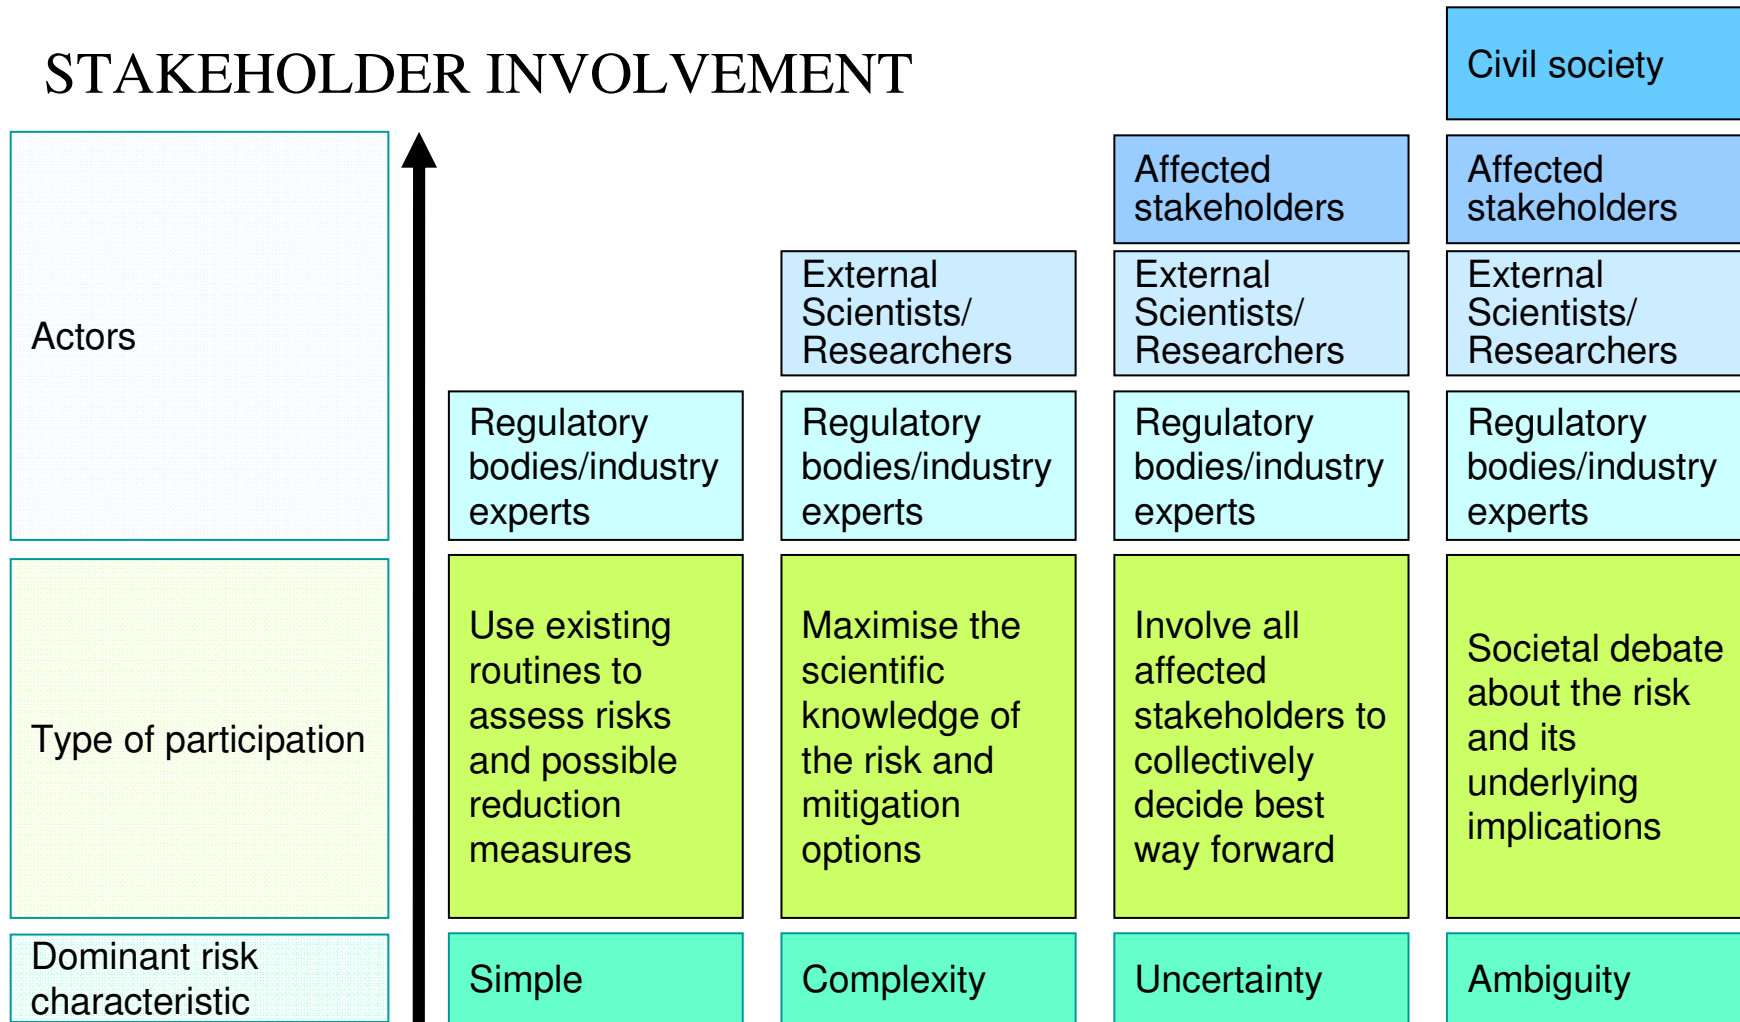 STAKEHOLDER INVOLVEMENT
Civil society
Affected
stakeholders
Affected
stakeholders
Actors
External
Scientists/
Researchers
External
Scientists/
Researchers
External
Scientists/
Researchers
Regulatory
bodies/industry
experts
Regulatory
bodies/industry
experts
Regulatory
bodies/industry
experts
Regulatory
bodies/industry
experts
Type of participation
Use existing
routines to
assess risks
and possible
reduction
measures
Maximise the
scientific
knowledge of
the risk and
mitigation
options
Involve all
affected
stakeholders to
collectively
decide best
way forward
Societal debate
about the risk
and its
underlying
implications
Dominant risk
characteristic
Simple
Complexity
Uncertainty
Ambiguity